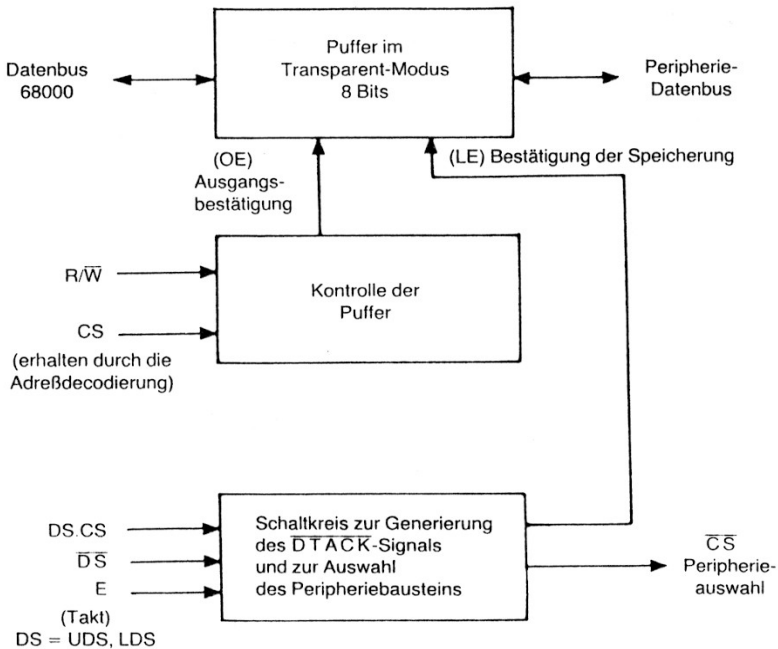 Puffer im
Transparent-Modus
8 Bits
Datenbus
68000
Peripherie-
Datenbus
(OE)
Ausgangs-
bestätigung
(LE) Bestätigung der Speicherung
R/W̅
CS
(erhalten durch die
Adreßdecodierung)
Kontrolle der
Puffer
DS.CS
D̅S̅
E
(Takt)
DS = UDS, LDS
Schaltkreis zur Generierung
des D̅T̅A̅C̅K̅-Signals
und zur Auswahl
des Peripheriebausteins
C̅S̅
Peripherie-
auswahl